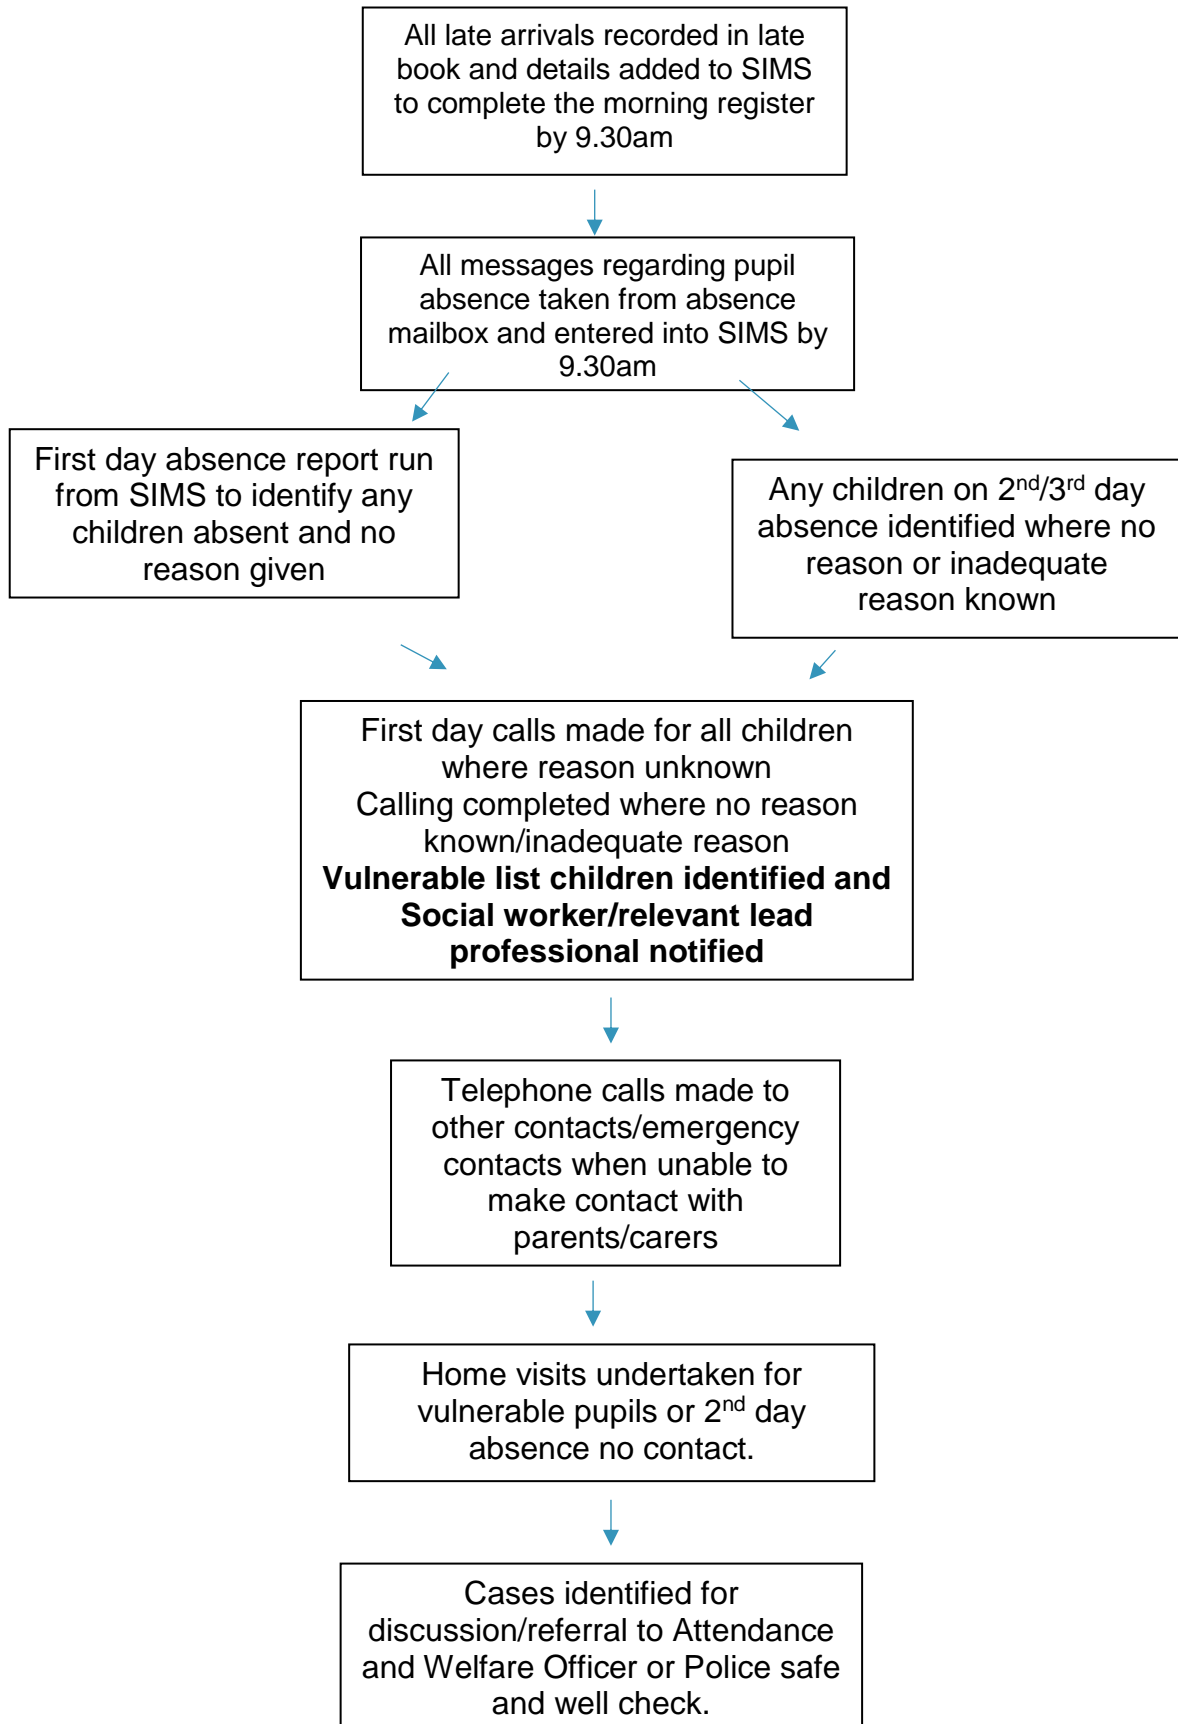 All late arrivals recorded in late
book and details added to SIMS
to complete the morning register
by 9.30am
All messages regarding pupil
absence taken from absence
mailbox and entered into SIMS by
9.30am
First day absence report run
from SIMS to identify any
children absent and no
reason given
Any children on 2nd/3rd day
absence identified where no
reason or inadequate
reason known
First day calls made for all children
where reason unknown
Calling completed where no reason
known/inadequate reason
Vulnerable list children identified and
Social worker/relevant lead
professional notified
Telephone calls made to
other contacts/emergency
contacts when unable to
make contact with
parents/carers
Home visits undertaken for
vulnerable pupils or 2nd day
absence no contact.
Cases identified for
discussion/referral to Attendance
and Welfare Officer or Police safe
and well check.